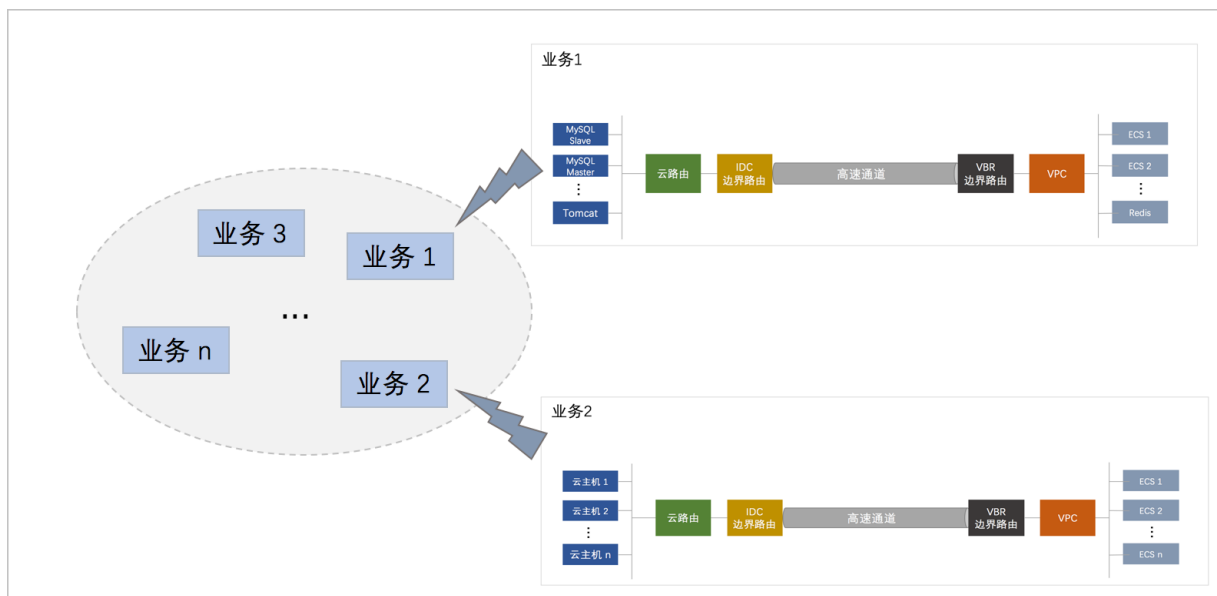 业务1
MySQL
Slave
MySQL
Master
⋮
Tomcat
云路由
IDC
边界路由
高速通道
VBR
边界路由
VPC
ECS 1
ECS 2
⋮
Redis
业务 3
业务 1
...
业务 n
业务 2
业务2
云主机 1
云主机 2
⋮
云主机 n
云路由
IDC
边界路由
高速通道
VBR
边界路由
VPC
ECS 1
ECS 2
⋮
ECS n